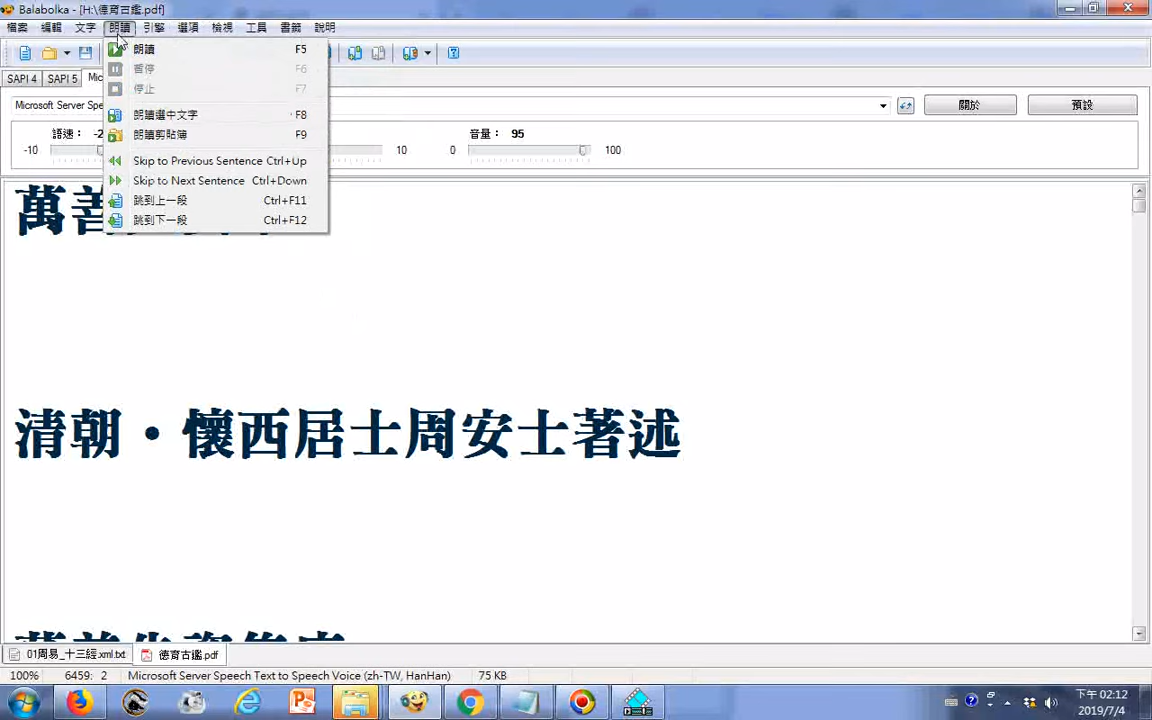 Balabolka - [H:\德育古鑑.pdf]
檔案 編輯 文字 朗讀 引擎 選項 檢視 工具 書籤 說明
朗讀 F5
暫停 F6
停止 F7
朗讀選中文字 F8
朗讀剪貼簿 F9
Skip to Previous Sentence Ctrl+Up
Skip to Next Sentence Ctrl+Down
跳到上一段 Ctrl+F11
跳到下一段 Ctrl+F12
SAPI 4 SAPI 5
Microsoft Server Spe
關於 預設
語速： -2 音量： 95
-10 10 0 100
萬善
清朝・懷西居士周安士著述
01周易_十三經.xml.txt 德育古鑑.pdf
100% 6459: 2 Microsoft Server Speech Text to Speech Voice (zh-TW, HanHan) 75 KB
下午 02:12
2019/7/4